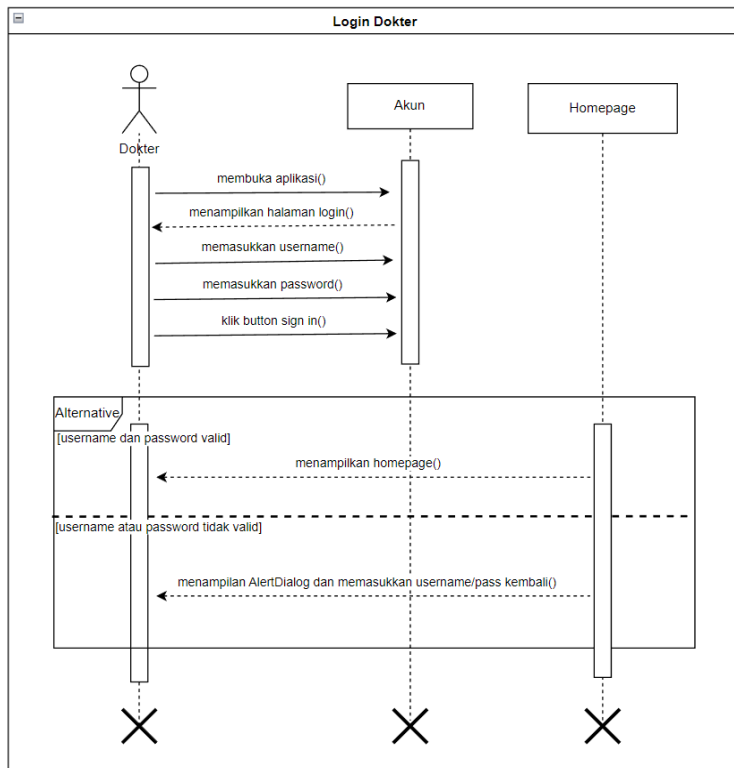 Login Dokter
Dokter
Akun
Homepage
membuka aplikasi()
menampilkan halaman login()
memasukkan username()
memasukkan password()
klik button sign in()
Alternative
[username dan password valid]
menampilkan homepage()
[username atau password tidak valid]
menampilan AlertDialog dan memasukkan username/pass kembali()